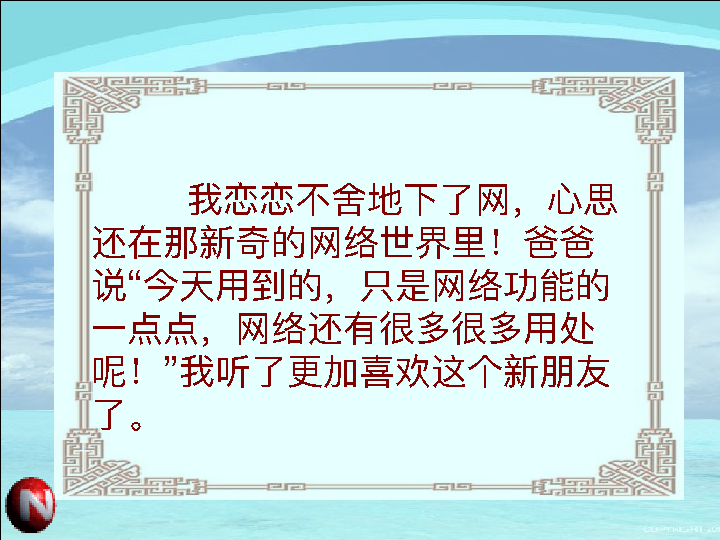 我恋恋不舍地下了网，心思
还在那新奇的网络世界里！爸爸
说“今天用到的，只是网络功能的
一点点，网络还有很多很多用处
呢！”我听了更加喜欢这个新朋友
了。
N